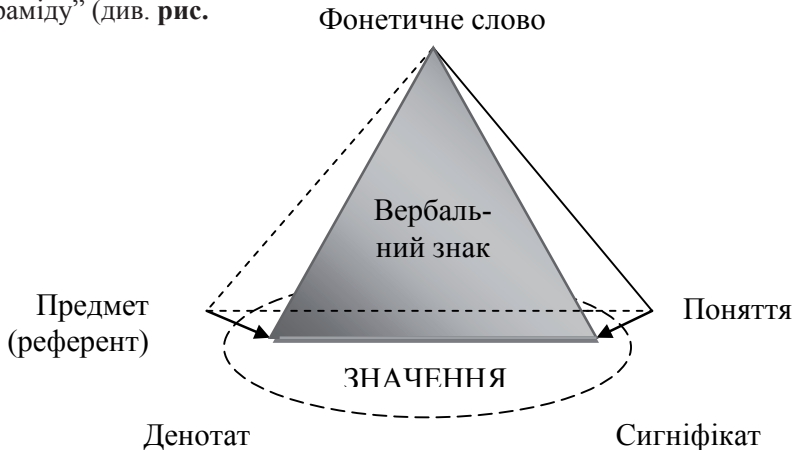 раміду” (див. рис.
Фонетичне слово
Вербаль-
ний знак
Предмет
(референт)
Поняття
ЗНАЧЕННЯ
Денотат
Сигніфікат